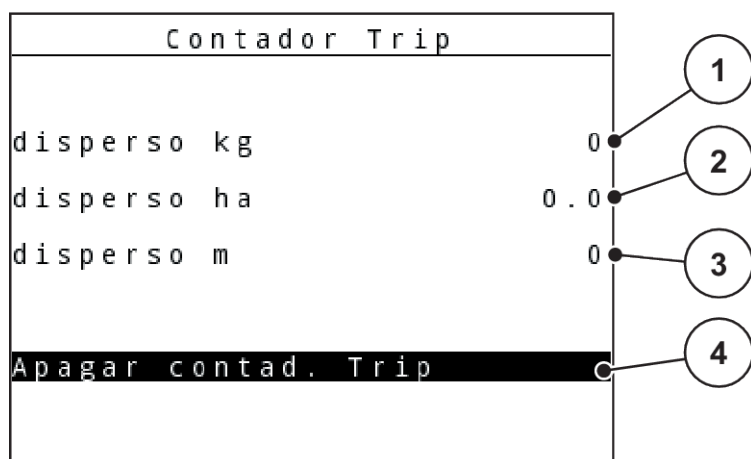 Contador Trip
disperso kg 0
1
disperso ha 0.0
2
disperso m 0
3
Apagar contad. Trip
4